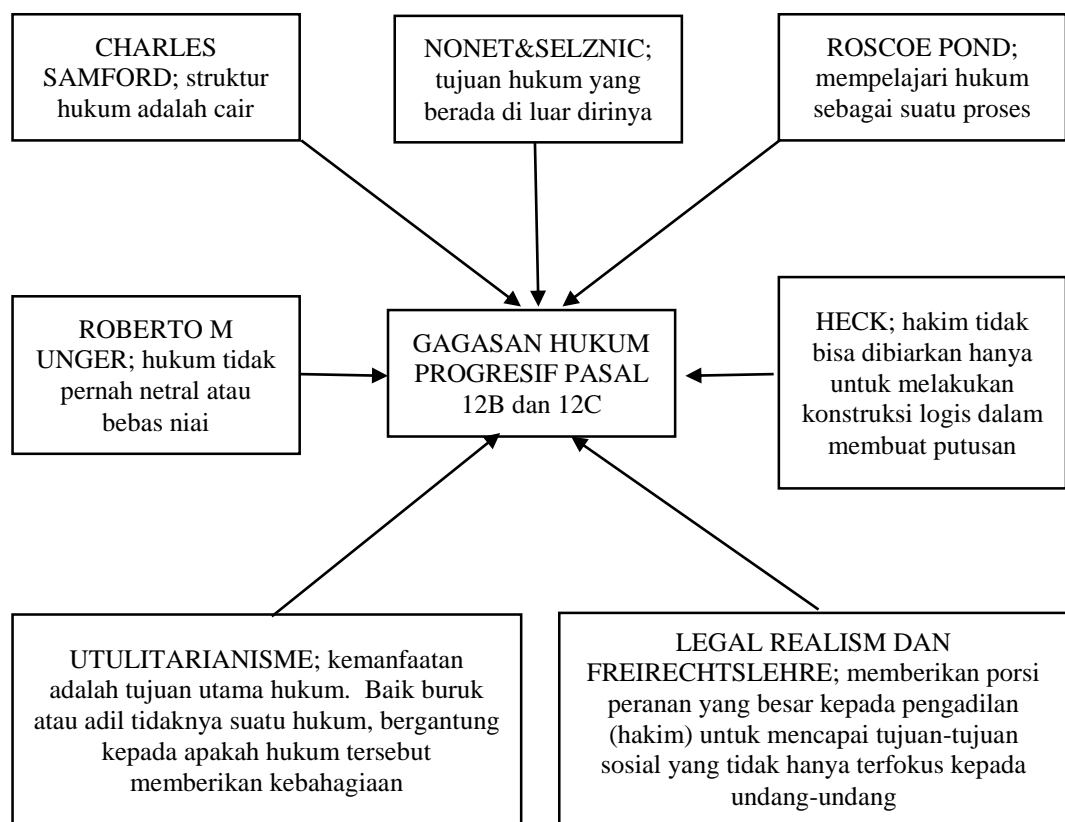 CHARLES
SAMFORD; struktur
hukum adalah cair
NONET&SELZNIC;
tujuan hukum yang
berada di luar dirinya
ROSCOE POND;
mempelajari hukum
sebagai suatu proses
ROBERTO M
UNGER; hukum tidak
pernah netral atau
bebas niai
GAGASAN HUKUM
PROGRESIF PASAL
12B dan 12C
HECK; hakim tidak
bisa dibiarkan hanya
untuk melakukan
konstruksi logis dalam
membuat putusan
UTULITARIANISME; kemanfaatan
adalah tujuan utama hukum. Baik buruk
atau adil tidaknya suatu hukum, bergantung
kepada apakah hukum tersebut
memberikan kebahagiaan
LEGAL REALISM DAN
FREIRECHTSLEHRE; memberikan porsi
peranan yang besar kepada pengadilan
(hakim) untuk mencapai tujuan-tujuan
sosial yang tidak hanya terfokus kepada
undang-undang